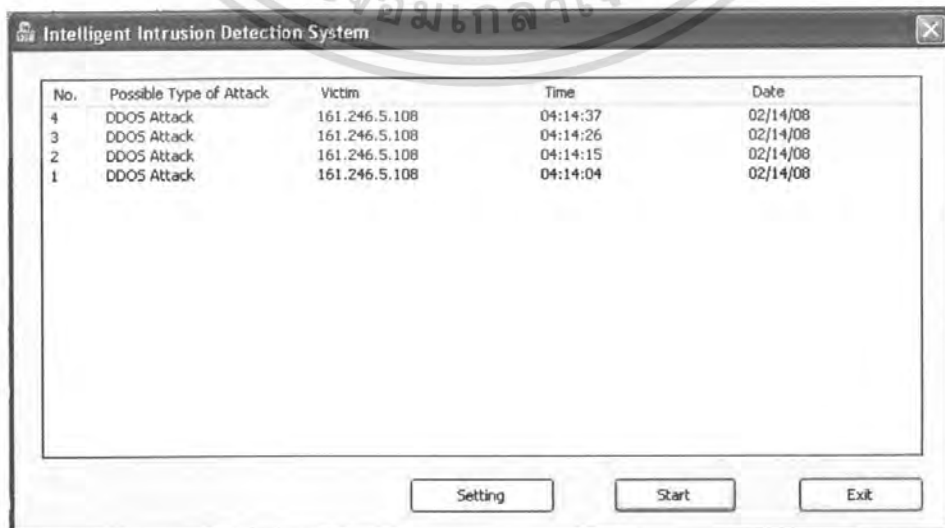 Intelligent Intrusion Detection System
No. Possible Type of Attack Victim Time Date
4 DDOS Attack 161.246.5.108 04:14:37 02/14/08
3 DDOS Attack 161.246.5.108 04:14:26 02/14/08
2 DDOS Attack 161.246.5.108 04:14:15 02/14/08
1 DDOS Attack 161.246.5.108 04:14:04 02/14/08
Setting Start Exit